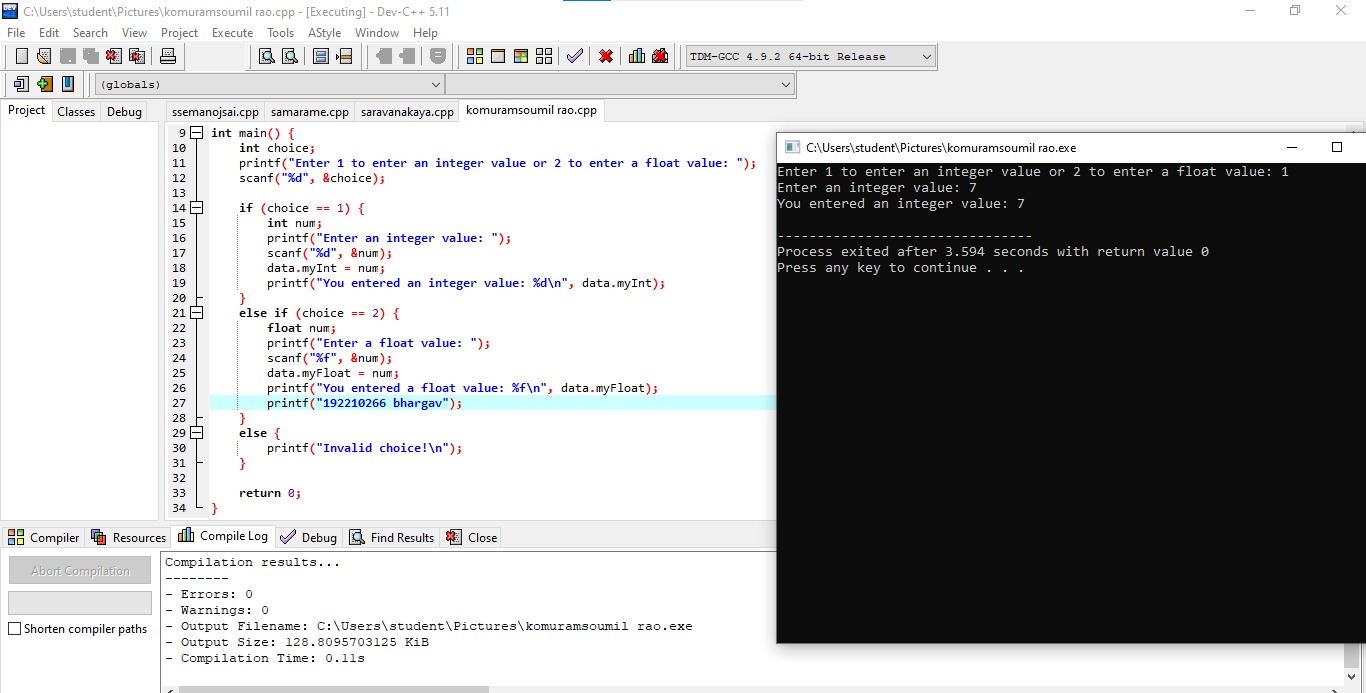 C:\Users\student\Pictures\komuramsoumil rao.cpp - [Executing] - Dev-C++ 5.11
File Edit Search View Project Execute Tools AStyle Window Help
TDM-GCC 4.9.2 64-bit Release
(globals)
Project Classes Debug
ssemanojsai.cpp samarame.cpp saravanakaya.cpp komuramsoumil rao.cpp
9 int main() {
10 int choice;
11 printf("Enter 1 to enter an integer value or 2 to enter a float value: ");
12 scanf("%d", &choice);
13
14 if (choice == 1) {
15 int num;
16 printf("Enter an integer value: ");
17 scanf("%d", &num);
18 data.myInt = num;
19 printf("You entered an integer value: %d\n", data.myInt);
20 }
21 else if (choice == 2) {
22 float num;
23 printf("Enter a float value: ");
24 scanf("%f", &num);
25 data.myFloat = num;
26 printf("You entered a float value: %f\n", data.myFloat);
27 printf("192210266 bhargav");
28 }
29 else {
30 printf("Invalid choice!\n");
31 }
32
33 return 0;
34 }
C:\Users\student\Pictures\komuramsoumil rao.exe
Enter 1 to enter an integer value or 2 to enter a float value: 1
Enter an integer value: 7
You entered an integer value: 7
--------------------------------
Process exited after 3.594 seconds with return value 0
Press any key to continue . . .
Compiler Resources Compile Log Debug Find Results Close
Abort Compilation
Shorten compiler paths
Compilation results...
--------
- Errors: 0
- Warnings: 0
- Output Filename: C:\Users\student\Pictures\komuramsoumil rao.exe
- Output Size: 128.8095703125 KiB
- Compilation Time: 0.11s